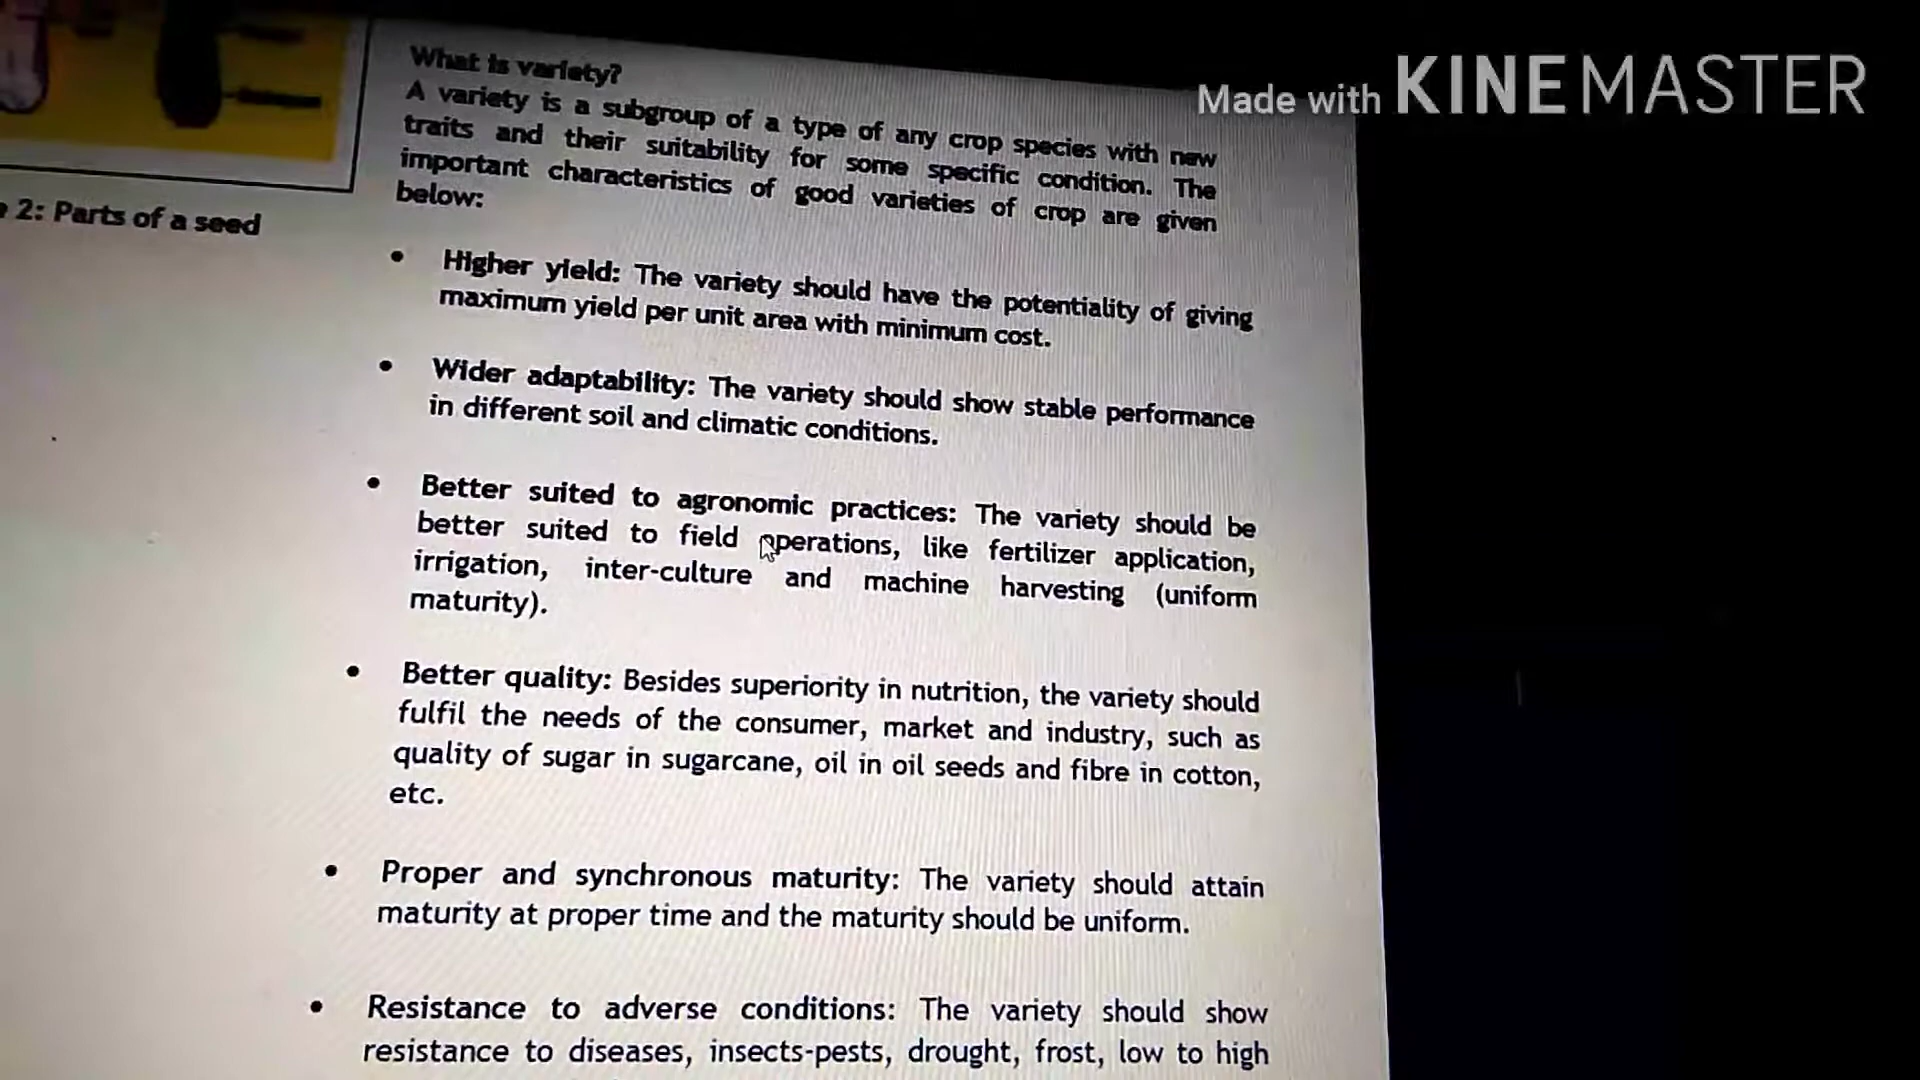 Made with KINEMASTER
What is variety?
A variety is a subgroup of a type of any crop species with new
traits and their suitability for some specific condition. The
important characteristics of good varieties of crop are given
below:
2: Parts of a seed
• Higher yield: The variety should have the potentiality of giving
maximum yield per unit area with minimum cost.
• Wider adaptability: The variety should show stable performance
in different soil and climatic conditions.
• Better suited to agronomic practices: The variety should be
better suited to field operations, like fertilizer application,
irrigation, inter-culture and machine harvesting (uniform
maturity).
• Better quality: Besides superiority in nutrition, the variety should
fulfil the needs of the consumer, market and industry, such as
quality of sugar in sugarcane, oil in oil seeds and fibre in cotton,
etc.
• Proper and synchronous maturity: The variety should attain
maturity at proper time and the maturity should be uniform.
• Resistance to adverse conditions: The variety should show
resistance to diseases, insects-pests, drought, frost, low to high